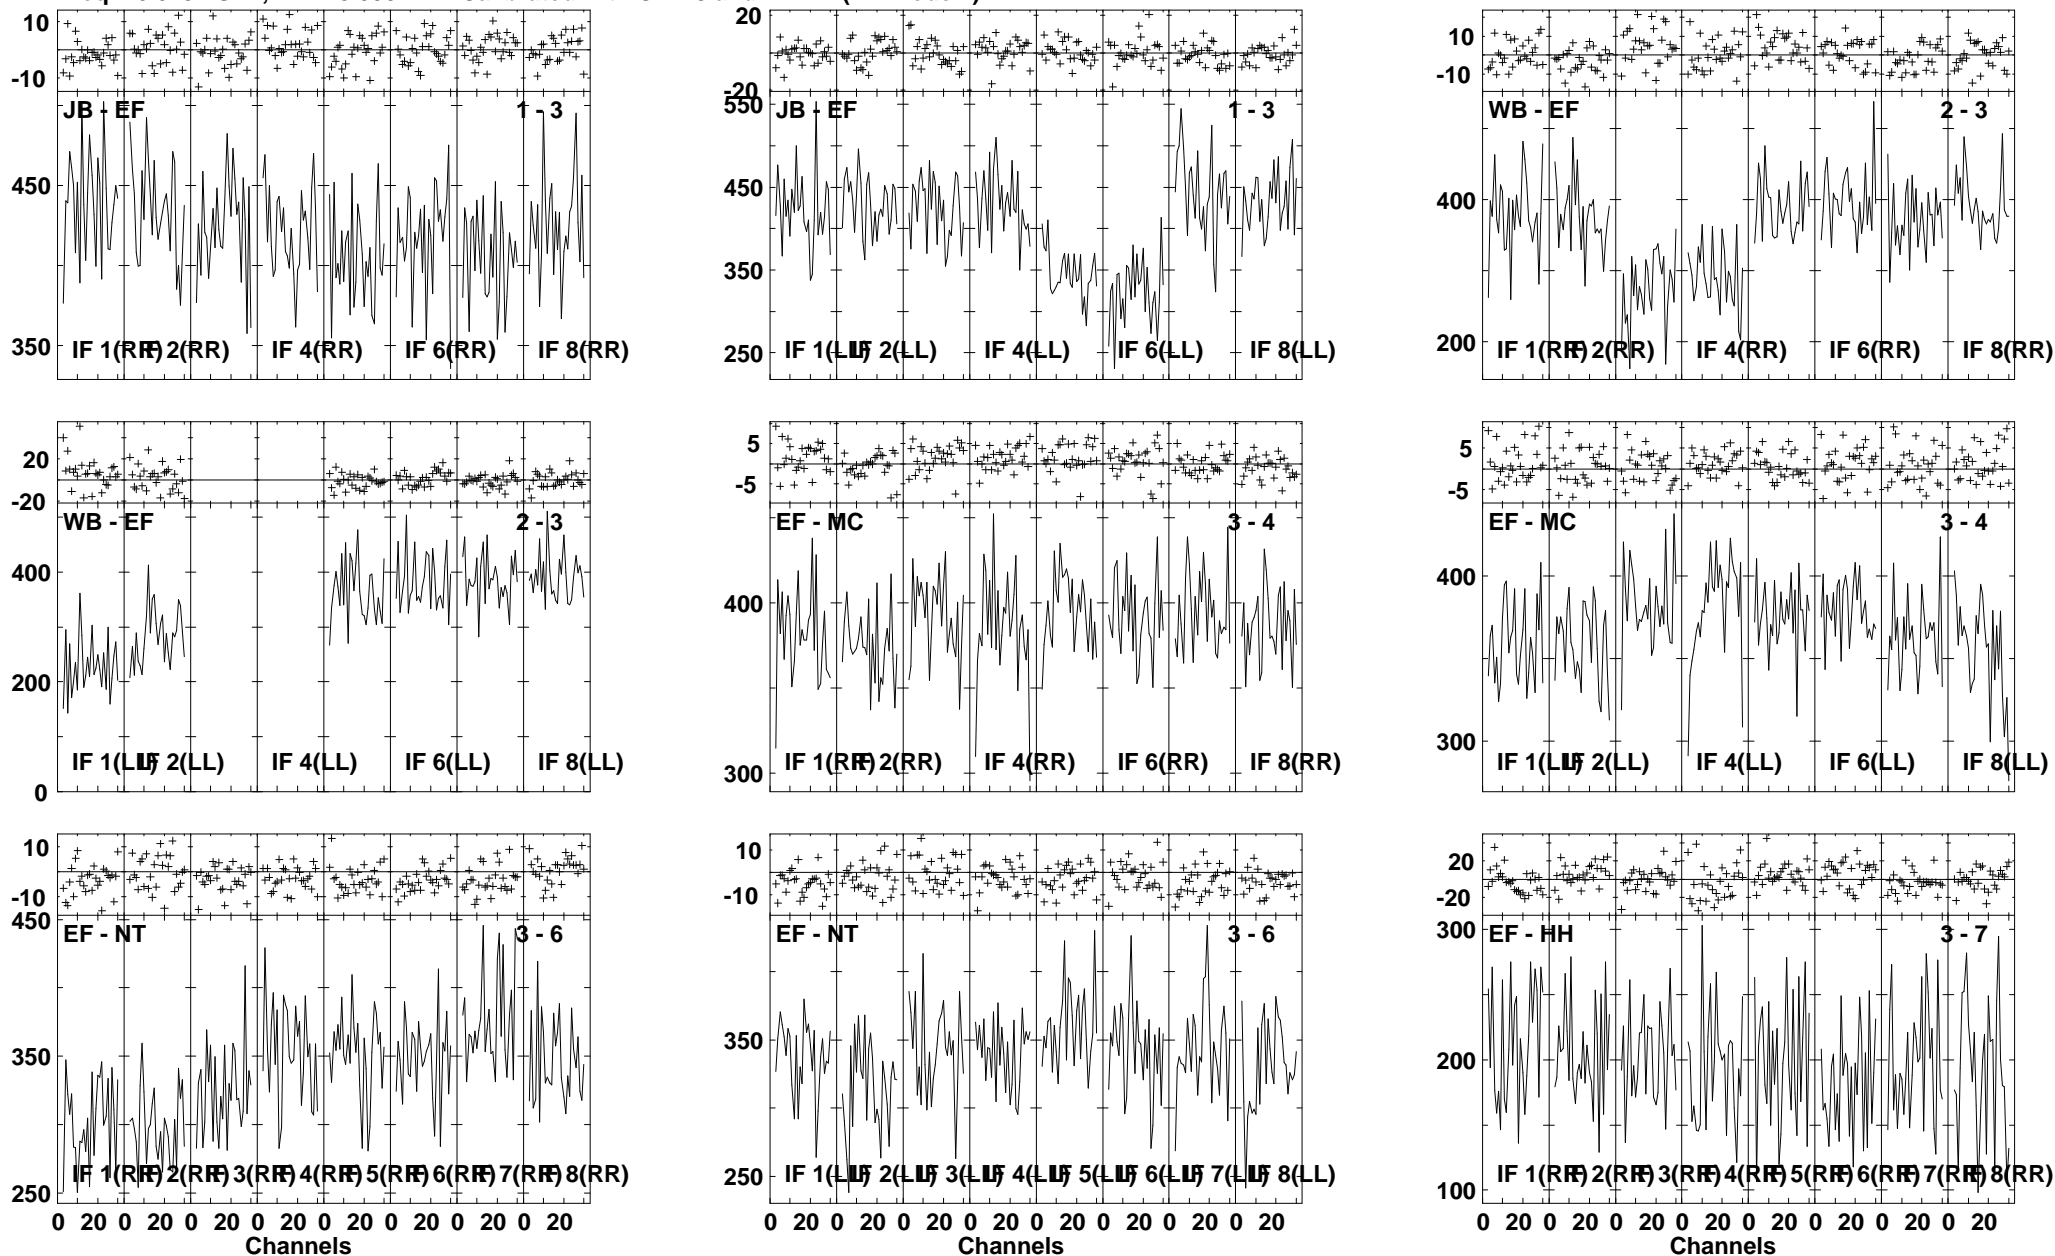 10 20 10
-10 -20 -10
JB - EF 1 - 3 JB - EF 1 - 3 WB - EF 2 - 3
450 550 400
350 450 200
350
250
IF 1(RR) IF 2(RR) IF 4(RR) IF 6(RR) IF 8(RR) IF 1(LL) IF 2(LL) IF 4(LL) IF 6(LL) IF 8(LL) IF 1(RR) IF 2(RR) IF 4(RR) IF 6(RR) IF 8(RR)
20 5 5
-20 -5 -5
WB - EF 2 - 3 EF - MC 3 - 4 EF - MC 3 - 4
400 400 400
200 300 300
0
IF 1(LL) IF 2(LL) IF 4(LL) IF 6(LL) IF 8(LL) IF 1(RR) IF 2(RR) IF 4(RR) IF 6(RR) IF 8(RR) IF 1(LL) IF 2(LL) IF 4(LL) IF 6(LL) IF 8(LL)
10 10 20
-10 -10 -20
EF - NT 3 - 6 EF - NT 3 - 6 EF - HH 3 - 7
450 350 300
350 250 200
250 100
IF 1(RR) IF 2(RR) IF 3(RR) IF 4(RR) IF 5(RR) IF 6(RR) IF 7(RR) IF 8(RR) IF 1(LL) IF 2(LL) IF 3(LL) IF 4(LL) IF 5(LL) IF 6(LL) IF 7(LL) IF 8(LL) IF 1(RR) IF 2(RR) IF 3(RR) IF 4(RR) IF 5(RR) IF 6(RR) IF 7(RR) IF 8(RR)
0 20 0 20 0 20 0 20 0 20 0 20 0 20 0 20 0 20 0 20 0 20 0 20 0 20 0 20 0 20 0 20 0 20 0 20 0 20 0 20 0 20 0 20 0 20 0 20
Channels Channels Channels